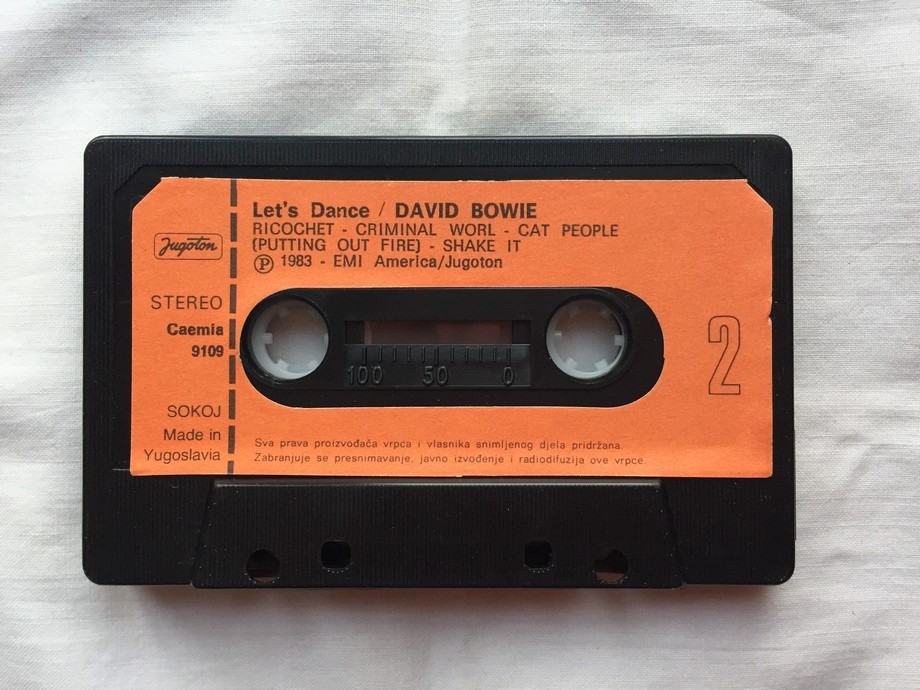 Let's Dance / DAVID BOWIE
RICOCHET - CRIMINAL WORL - CAT PEOPLE
(PUTTING OUT FIRE) - SHAKE IT
Ⓟ 1983 - EMI America/Jugoton
Jugoton
STEREO
Caemia
9109
SOKOJ
Made in
Yugoslavia
100 50 0
2
Sva prava proizvođača vrpca i vlasnika snimljenog djela pridržana.
Zabranjuje se presnimavanje, javno izvođenje i radiodifuzija ove vrpce.